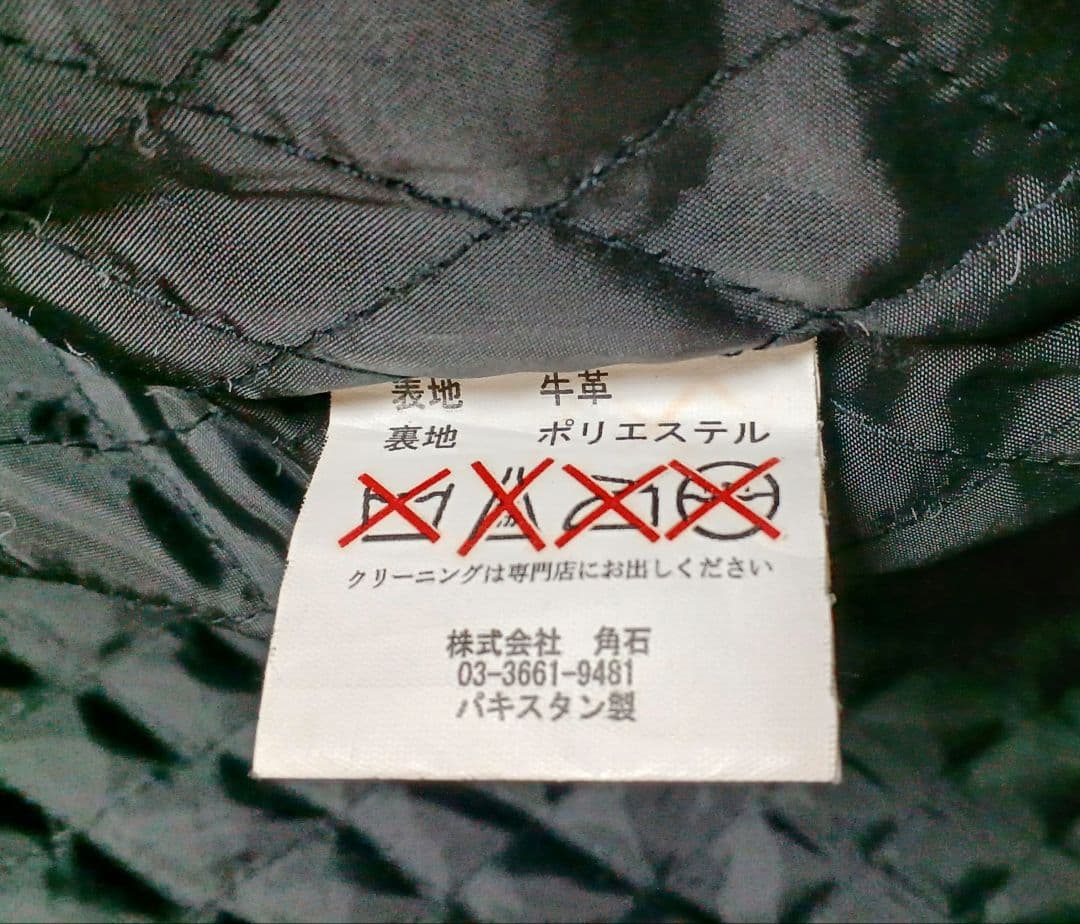 表地 牛革
裏地 ポリエステル
クリーニングは専門店にお出しください
株式会社 角石
03-3661-9481
パキスタン製